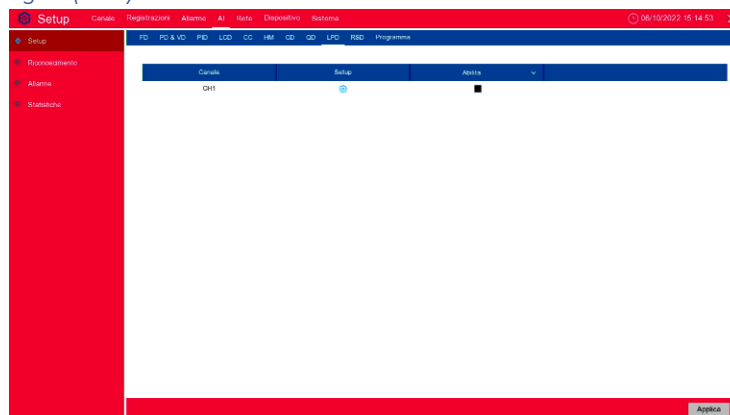 Setup Canale Registrazioni Allarme AI Rete Dispositivo Sistema 06/10/2022 15:14:53
Setup FD PD & VD PID LCD CC HM CD QD LPD RSD Programma
Riconoscimento
Canale Setup Abilita
Allarme
CH1
Statistiche
Applica